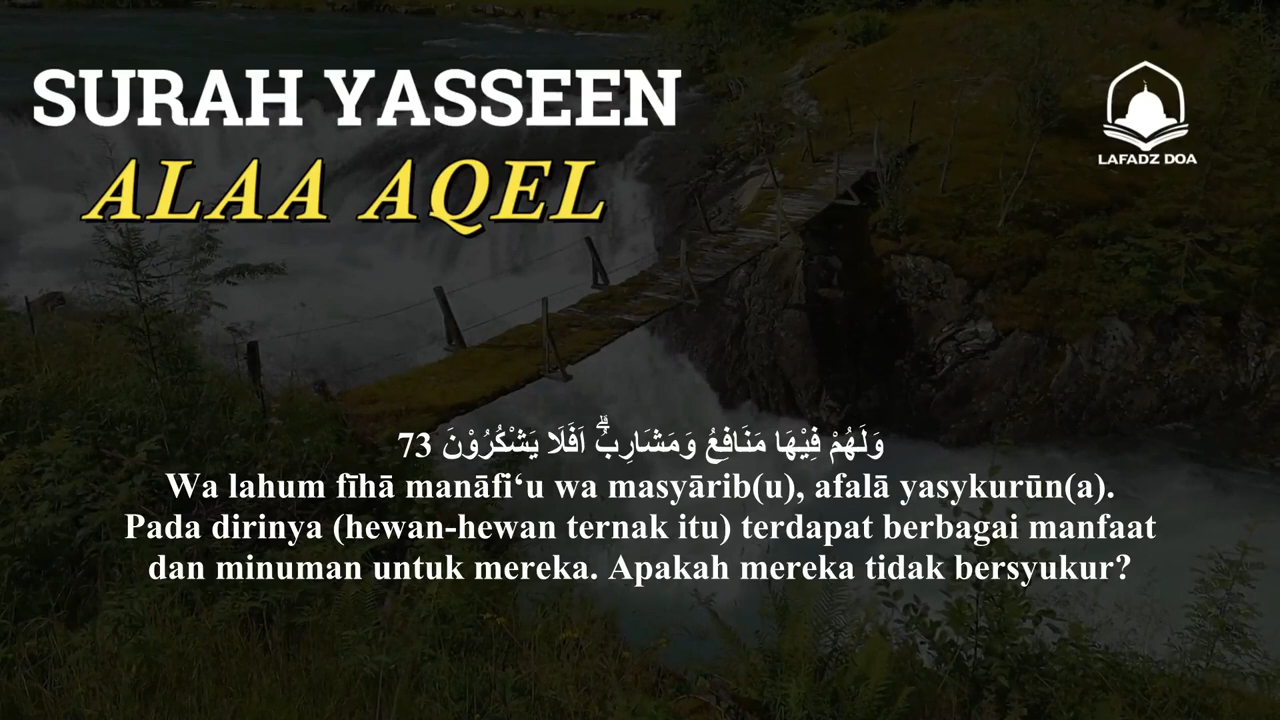 SURAH YASSEEN
ALAA AQEL
LAFADZ DOA
وَلَهُمْ فِيْهَا مَنَافِعُ وَمَشَارِبُۗ اَفَلَا يَشْكُرُوْنَ 73
Wa lahum fīhā manāfi‘u wa masyārib(u), afalā yasykurūn(a).
Pada dirinya (hewan-hewan ternak itu) terdapat berbagai manfaat
dan minuman untuk mereka. Apakah mereka tidak bersyukur?